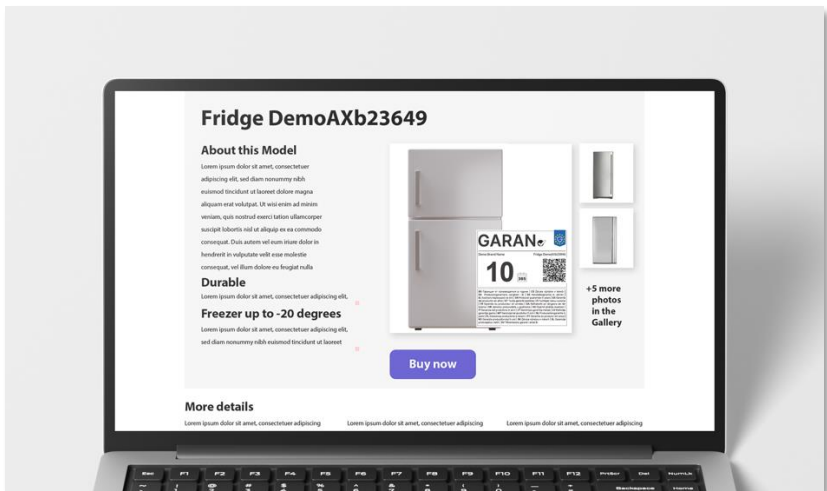 Fridge DemoAXb23649
About this Model
Lorem ipsum dolor sit amet, consectetuer
adipiscing elit, sed diam nonummy nibh
euismod tincidunt ut laoreet dolore magna
aliquam erat volutpat. Ut wisi enim ad minim
veniam, quis nostrud exerci tation ullamcorper
suscipit lobortis nisl ut aliquip ex ea commodo
consequat. Duis autem vel eum iriure dolor in
hendrerit in vulputate velit esse molestie
consequat, vel illum dolore eu feugiat nulla
Durable
Lorem ipsum dolor sit amet, consectetuer adipiscing elit,
Freezer up to -20 degrees
Lorem ipsum dolor sit amet, consectetuer adipiscing elit,
sed diam nonummy nibh euismod tincidunt ut laoreet
GARAN
10
+5 more
photos
in the
Gallery
Buy now
More details
Lorem ipsum dolor sit amet, consectetuer adipiscing
Lorem ipsum dolor sit amet, consectetuer adipiscing
Lorem ipsum dolor sit amet, consectetuer adipiscing
Esc F1 F2 F3 F4 F5 F6 F7 F8 F9 F10 F11 F12 PrtScr Del NumLk
Backspace Home